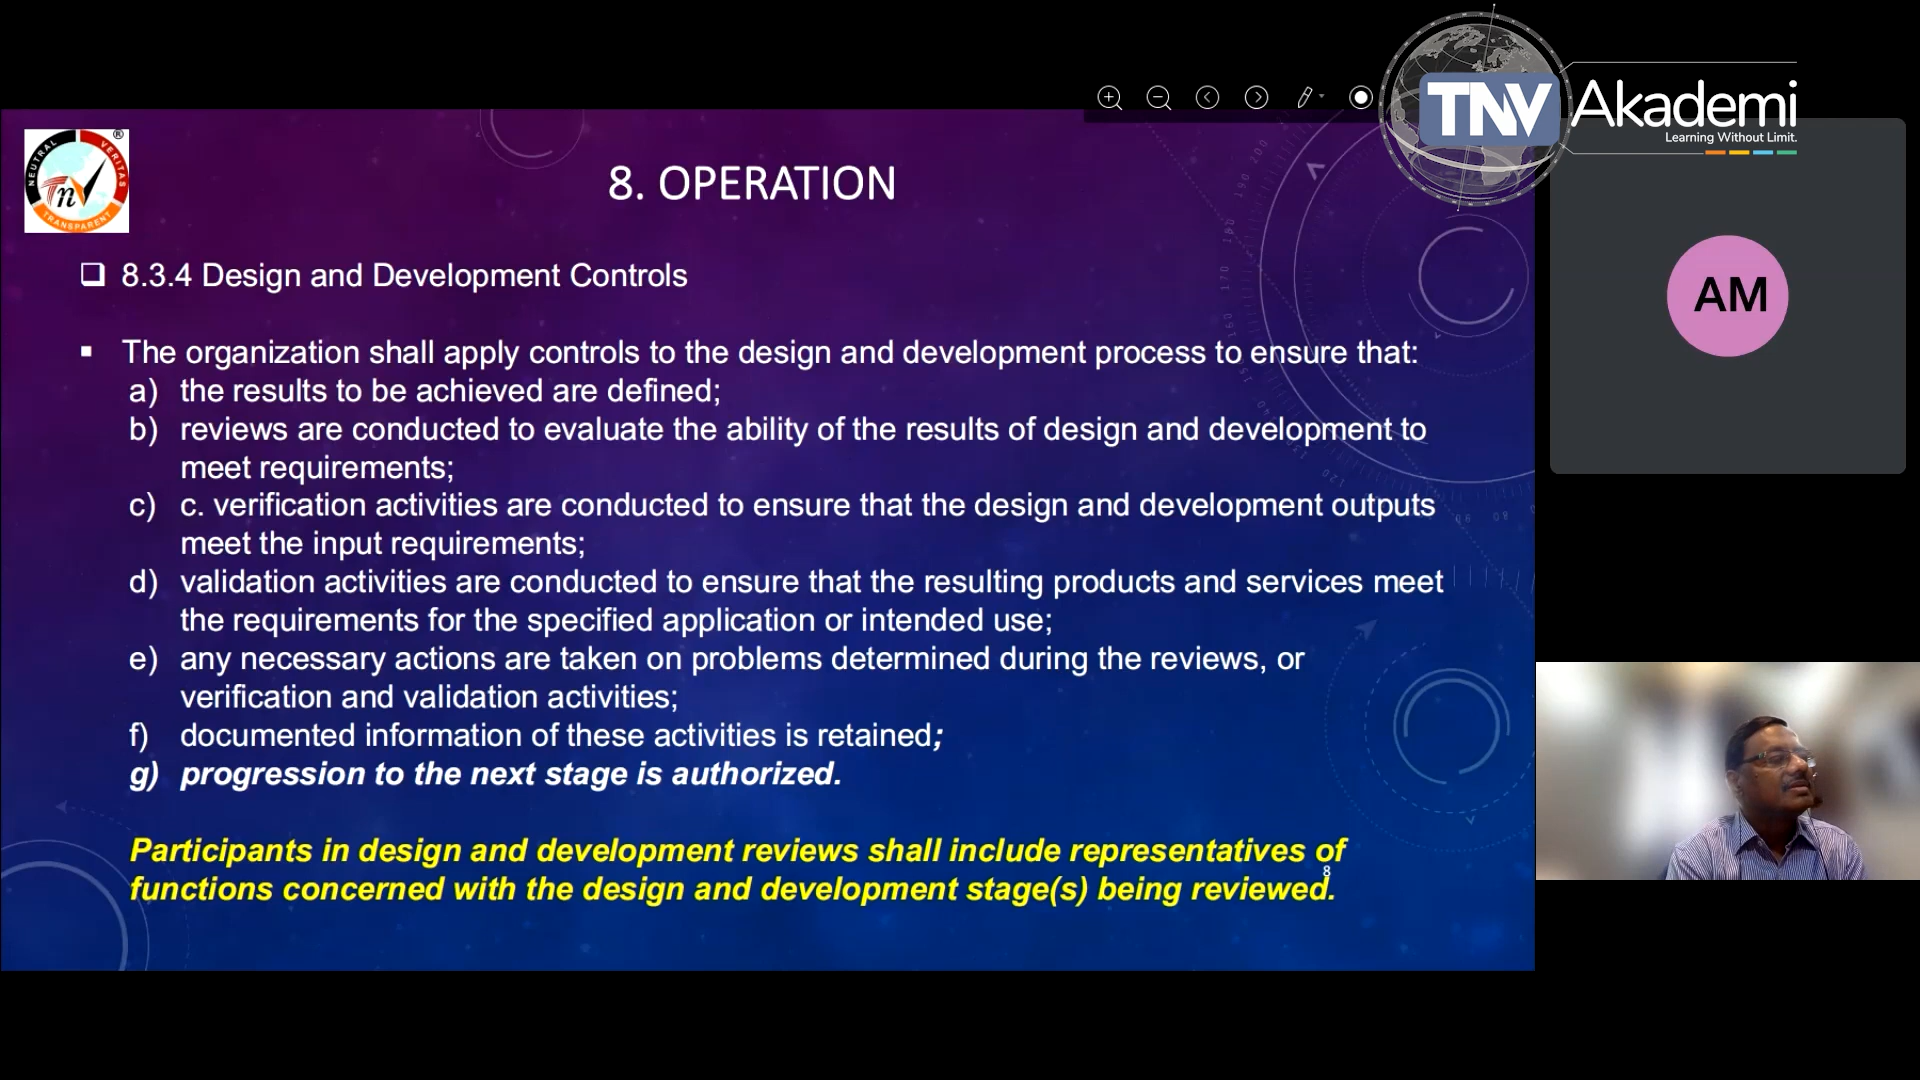 TNV Akademi
Learning Without Limit.
NEUTRAL VERITAS TRANSPARENT
TnV
®
8. OPERATION
AM
❑ 8.3.4 Design and Development Controls
▪ The organization shall apply controls to the design and development process to ensure that:
a) the results to be achieved are defined;
b) reviews are conducted to evaluate the ability of the results of design and development to
meet requirements;
c) c. verification activities are conducted to ensure that the design and development outputs
meet the input requirements;
d) validation activities are conducted to ensure that the resulting products and services meet
the requirements for the specified application or intended use;
e) any necessary actions are taken on problems determined during the reviews, or
verification and validation activities;
f) documented information of these activities is retained;
g) progression to the next stage is authorized.
Participants in design and development reviews shall include representatives of
functions concerned with the design and development stage(s) being reviewed.
8